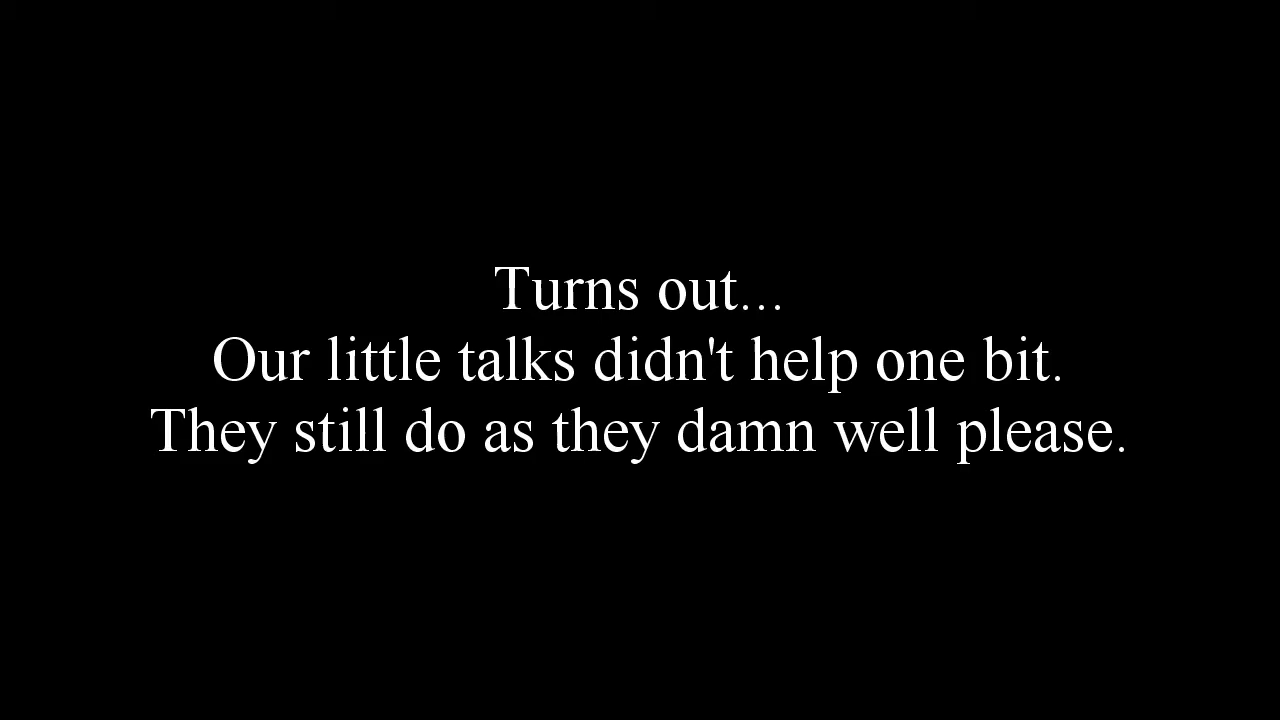 Turns out...
Our little talks didn't help one bit.
They still do as they damn well please.